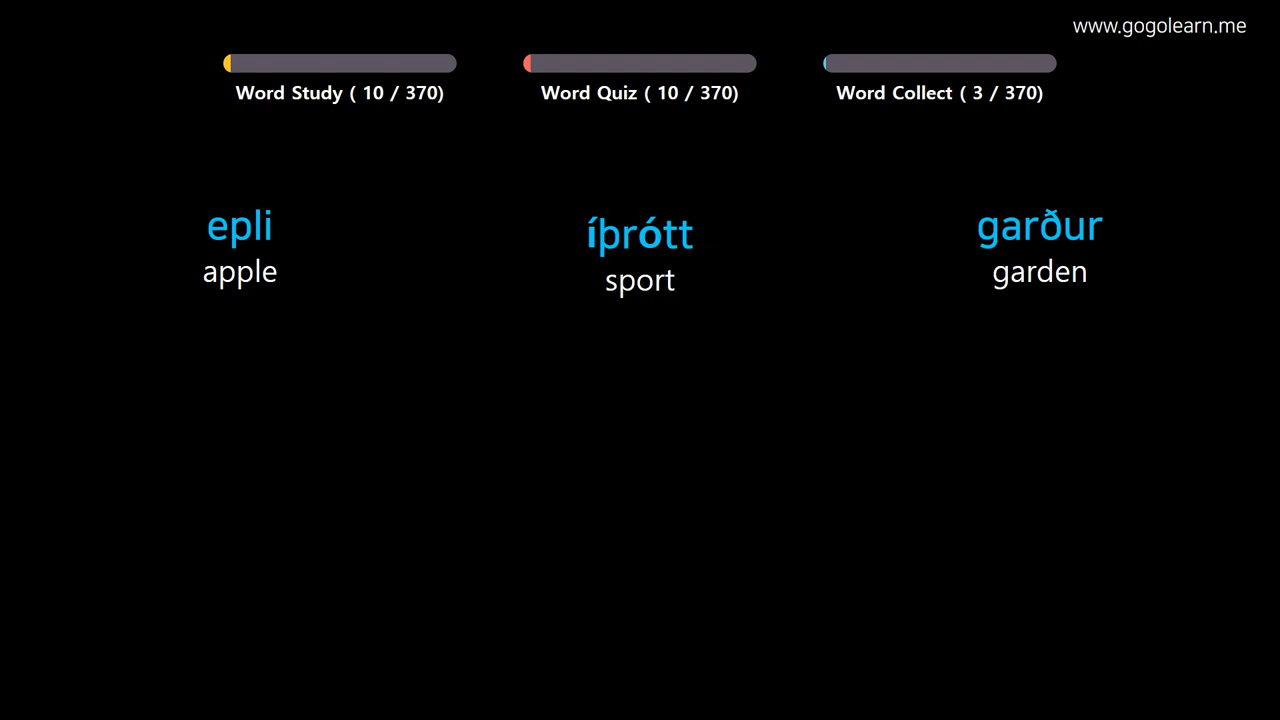 www.gogolearn.me
Word Study ( 10 / 370)
Word Quiz ( 10 / 370)
Word Collect ( 3 / 370)
epli
apple
íþrótt
sport
garður
garden